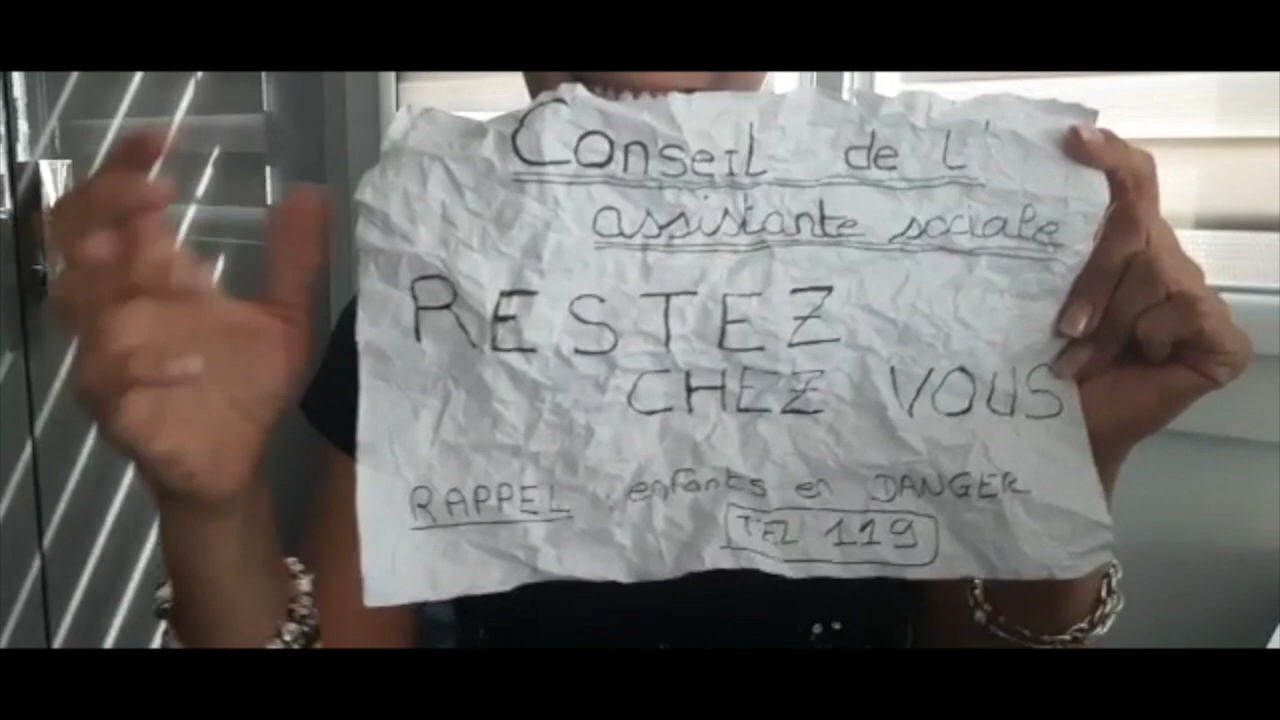 Conseil de l'
assistante sociale
RESTEZ
CHEZ VOUS
RAPPEL enfants en DANGER
TEL 119